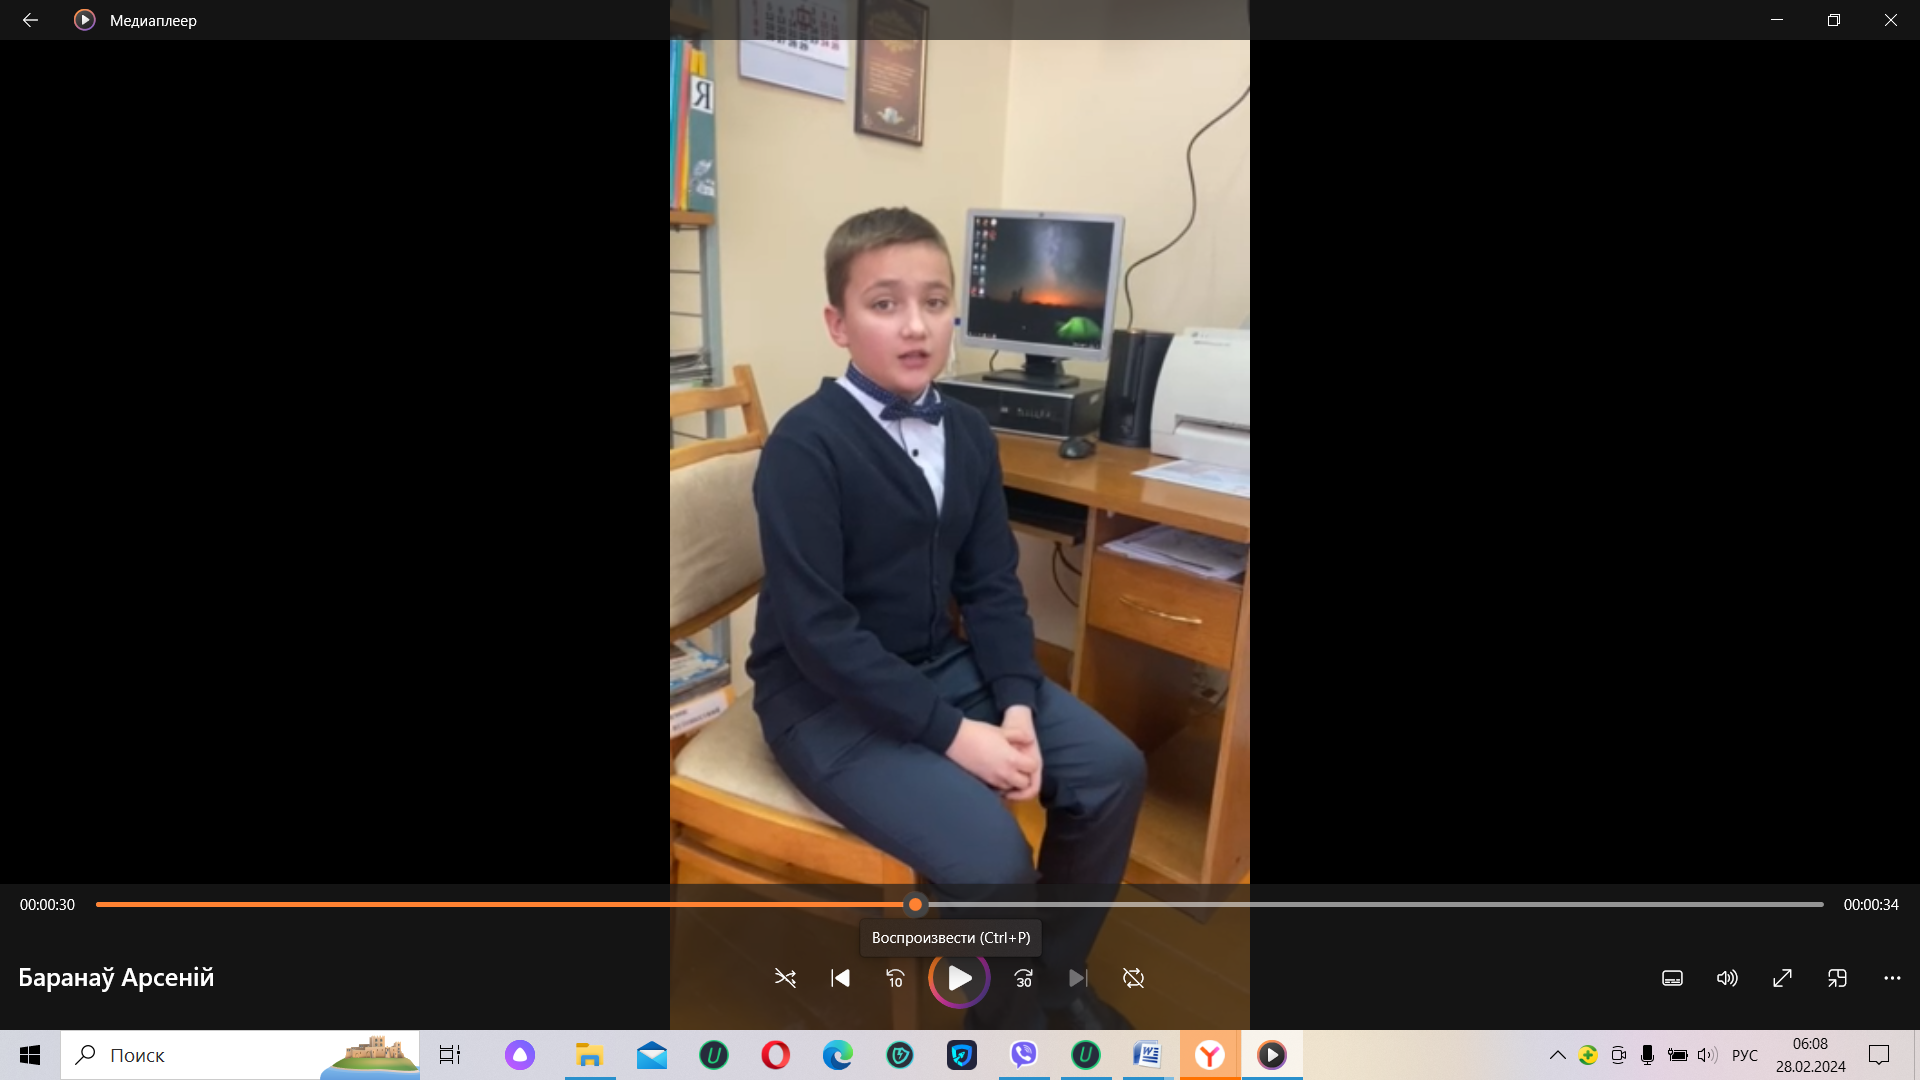 Медиаплеер
Я
00:00:30
00:00:34
Воспроизвести (Ctrl+P)
Баранаў Арсеній
10
30
Поиск
РУС
06:08
28.02.2024